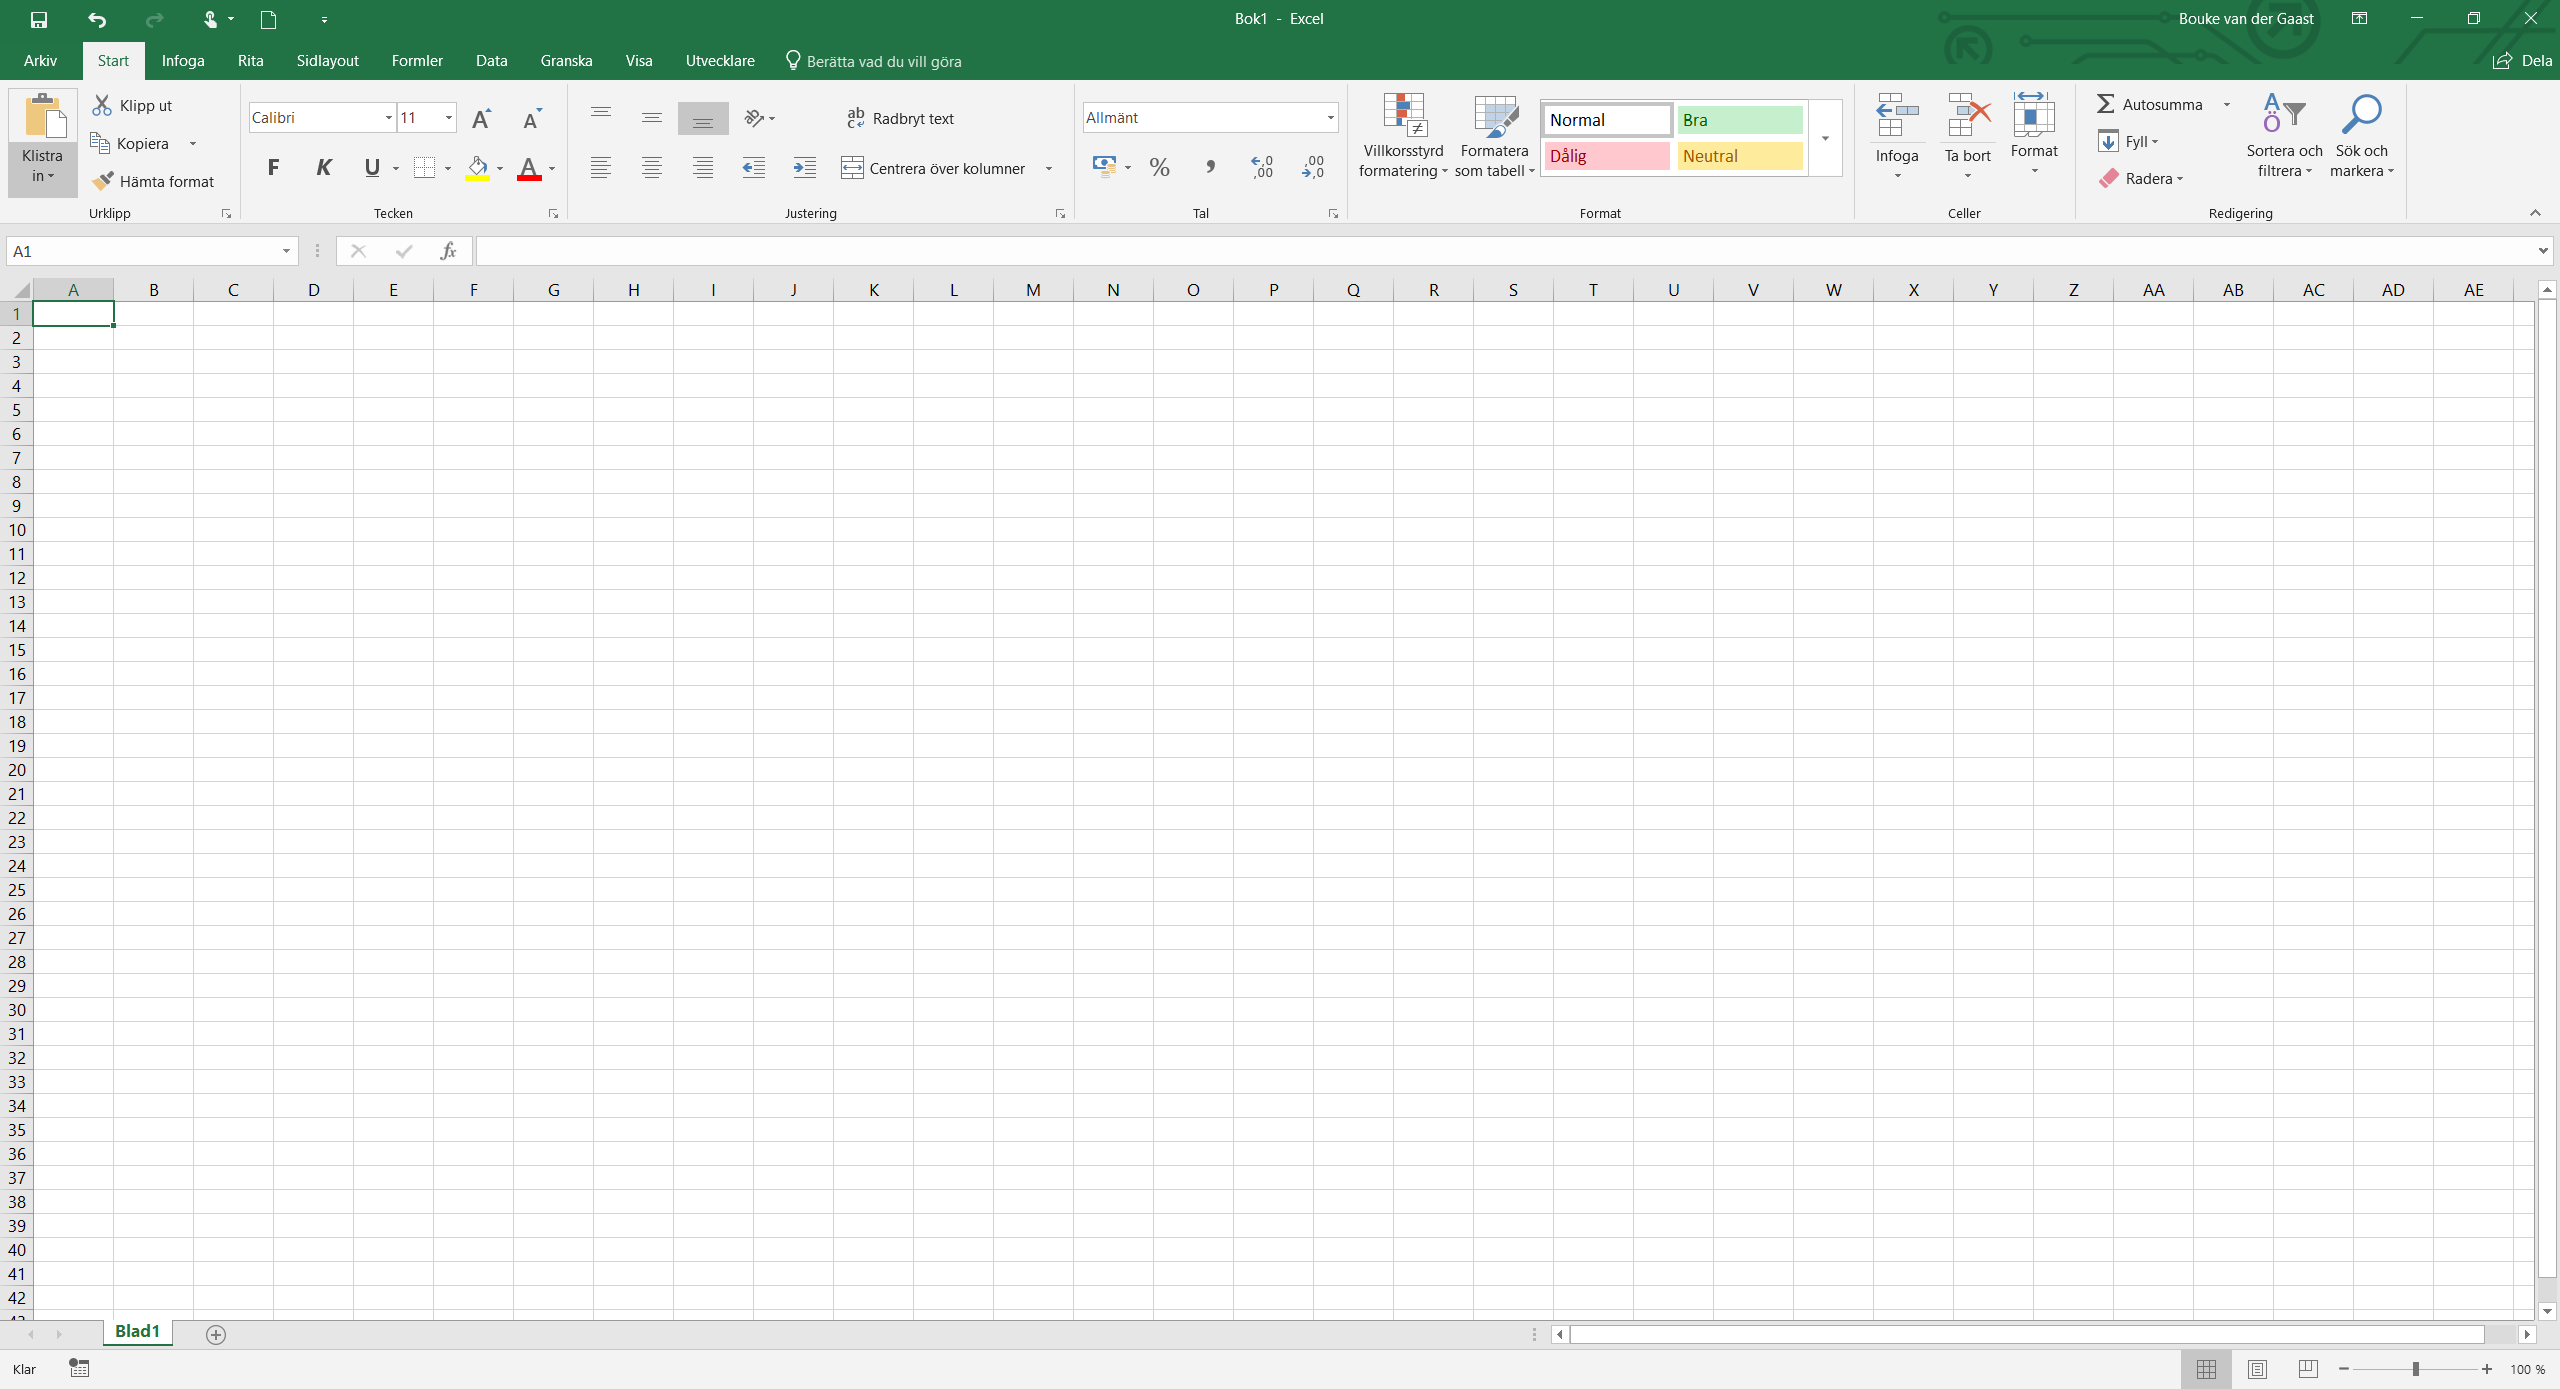 Bok1 - Excel
Bouke van der Gaast
Arkiv Start Infoga Rita Sidlayout Formler Data Granska Visa Utvecklare Berätta vad du vill göra Dela
Klistra in
Klipp ut
Kopiera
Hämta format
Urklipp
Calibri 11
F K U A
Tecken
Radbryt text
Centrera över kolumner
Justering
Allmänt
% ,
Tal
Villkorsstyrd
formatering
Formatera
som tabell
Normal Bra
Dålig Neutral
Format
Infoga
Ta bort
Format
Celler
Autosumma
Fyll
Radera
Sortera och
filtrera
Sök och
markera
Redigering
A1 fx
A B C D E F G H I J K L M N O P Q R S T U V W X Y Z AA AB AC AD AE
1
2
3
4
5
6
7
8
9
10
11
12
13
14
15
16
17
18
19
20
21
22
23
24
25
26
27
28
29
30
31
32
33
34
35
36
37
38
39
40
41
42
Blad1
Klar
100 %